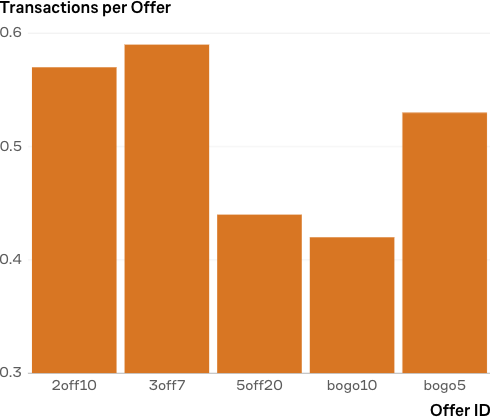 Transactions per Offer
0.6
0.5
0.4
0.3
2off10 3off7 5off20 bogo10 bogo5
Offer ID